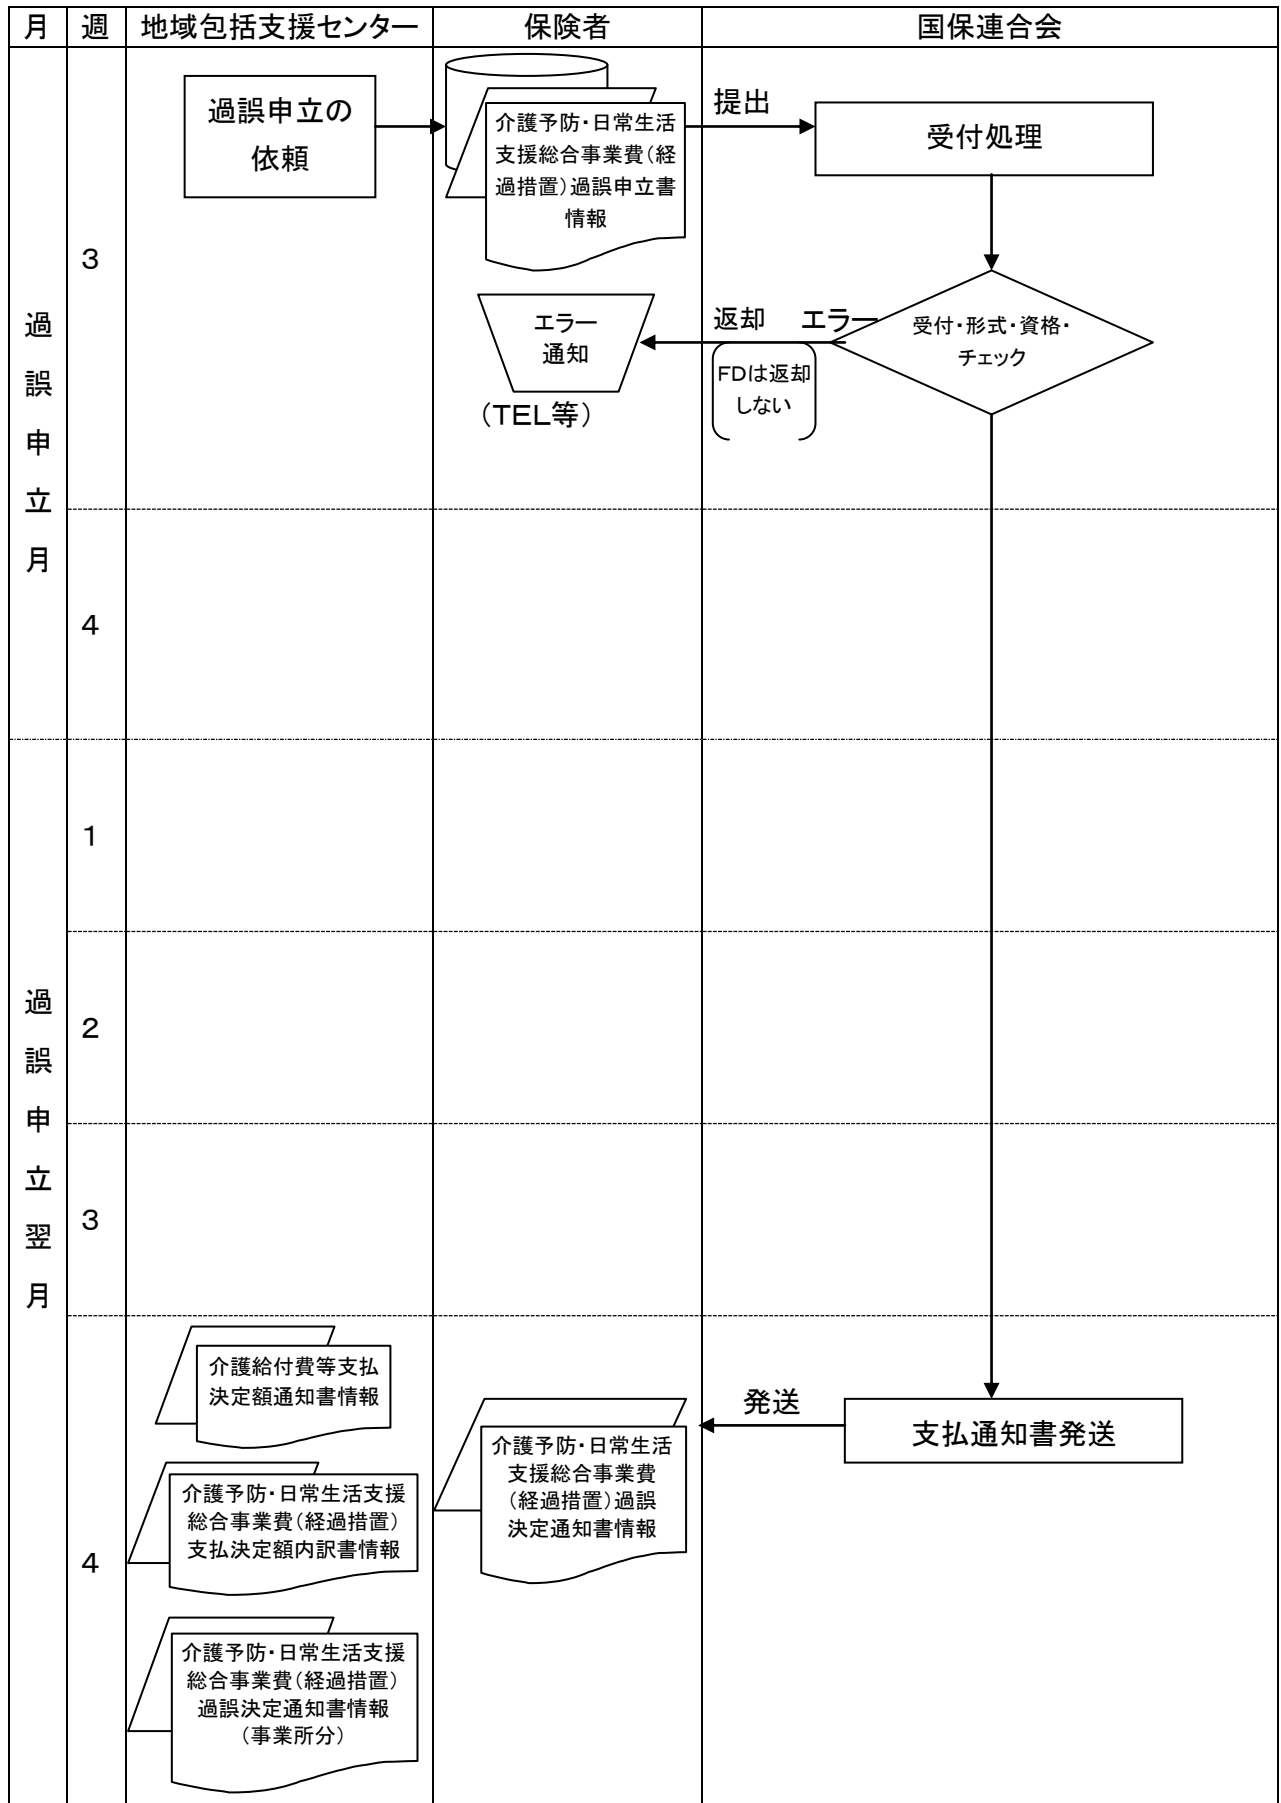 月 週 地域包括支援センター 保険者 国保連合会
過誤申立月
3
過誤申立の
依頼
介護予防・日常生活
支援総合事業費（経
過措置）過誤申立書
情報
提出
受付処理
受付・形式・資格・
チェック
エラー
返却
FDは返却
しない
エラー
通知
（TEL等）
4
過誤申立翌月
1
2
3
4
介護給付費等支払
決定額通知書情報
介護予防・日常生活支援
総合事業費（経過措置）
支払決定額内訳書情報
介護予防・日常生活支援
総合事業費（経過措置）
過誤決定通知書情報
（事業所分）
介護予防・日常生活
支援総合事業費
（経過措置）過誤
決定通知書情報
発送
支払通知書発送